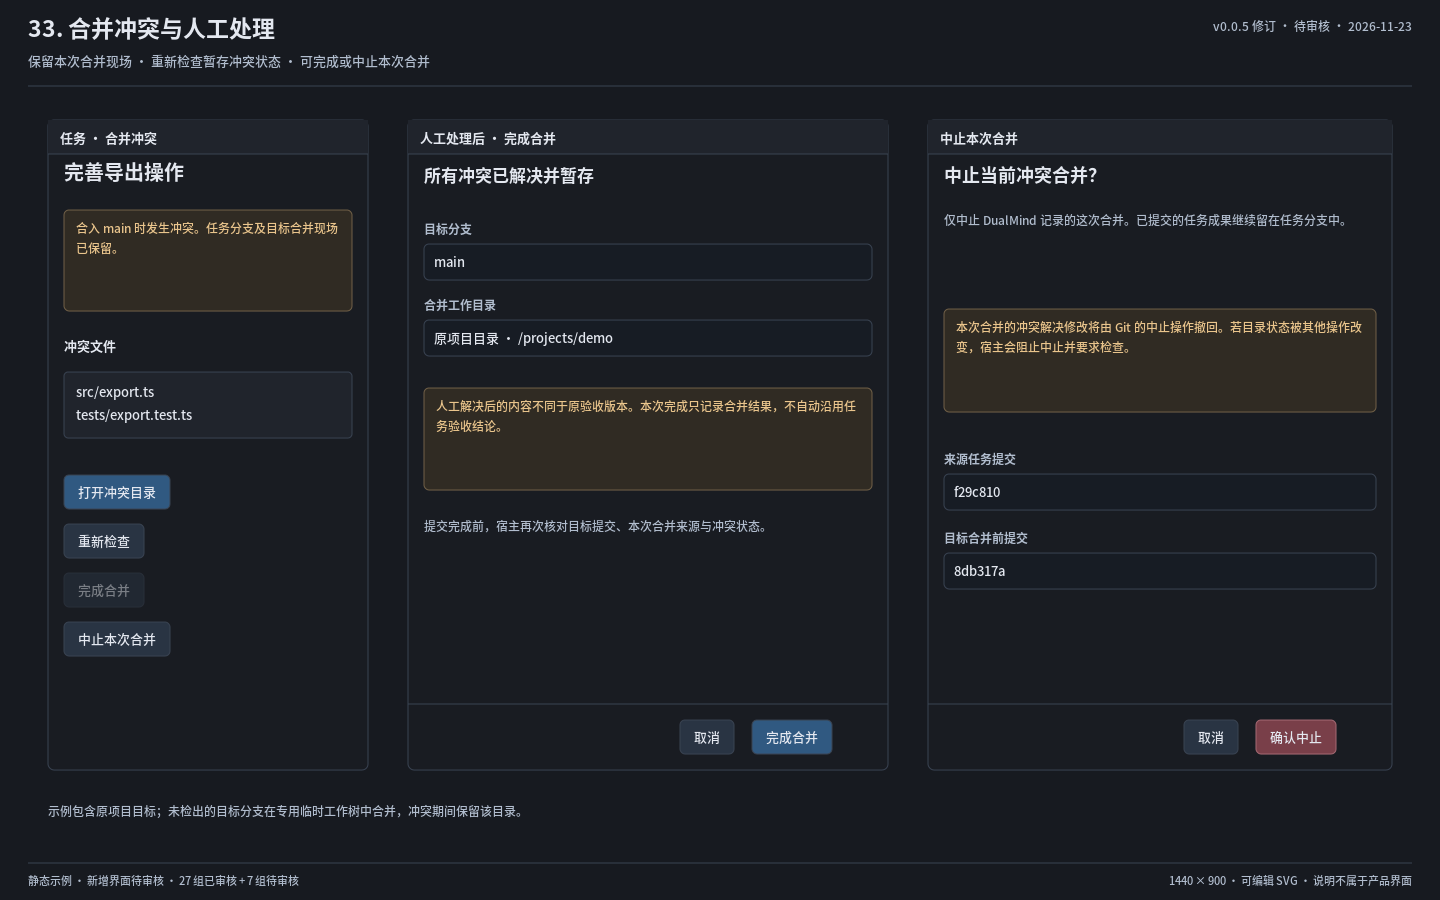 33. 合并冲突与人工处理
v0.0.5 修订 · 待审核 · 2026-11-23
保留本次合并现场 · 重新检查暂存冲突状态 · 可完成或中止本次合并
任务 · 合并冲突
完善导出操作
合入 main 时发生冲突。任务分支及目标合并现场
已保留。
冲突文件
src/export.ts
tests/export.test.ts
打开冲突目录
重新检查
完成合并
中止本次合并
人工处理后 · 完成合并
所有冲突已解决并暂存
目标分支
main
合并工作目录
原项目目录 · /projects/demo
人工解决后的内容不同于原验收版本。本次完成只记录合并结果，不自动沿用任
务验收结论。
提交完成前，宿主再次核对目标提交、本次合并来源与冲突状态。
取消
完成合并
中止本次合并
中止当前冲突合并？
仅中止 DualMind 记录的这次合并。已提交的任务成果继续留在任务分支中。
本次合并的冲突解决修改将由 Git 的中止操作撤回。若目录状态被其他操作改
变，宿主会阻止中止并要求检查。
来源任务提交
f29c810
目标合并前提交
8db317a
取消
确认中止
示例包含原项目目标；未检出的目标分支在专用临时工作树中合并，冲突期间保留该目录。
静态示例 · 新增界面待审核 · 27 组已审核 + 7 组待审核
1440 × 900 · 可编辑 SVG · 说明不属于产品界面